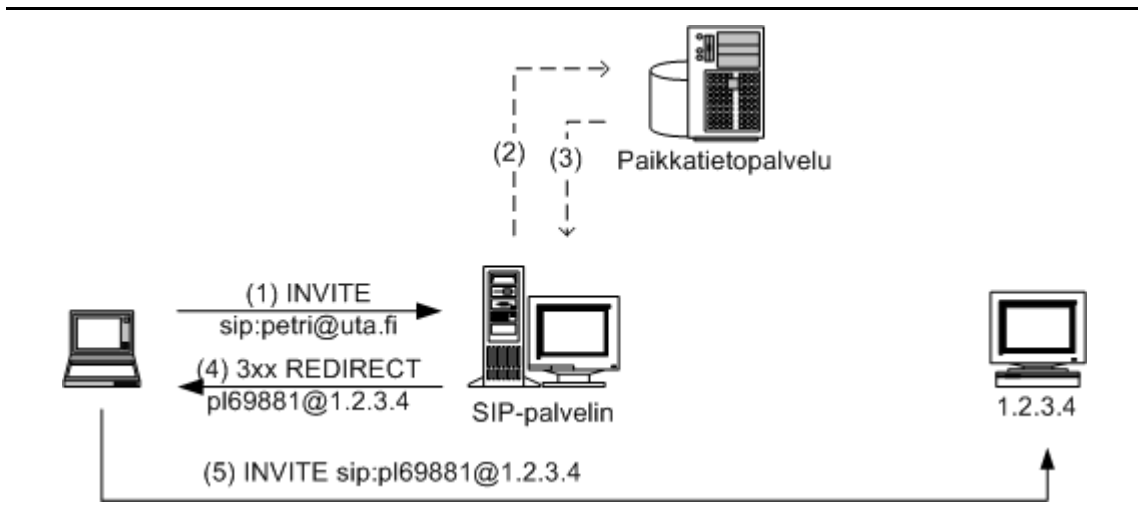 (2)
(3)
Paikkatietopalvelu
(1) INVITE
sip:petri@uta.fi
(4) 3xx REDIRECT
pl69881@1.2.3.4
SIP-palvelin
1.2.3.4
(5) INVITE sip:pl69881@1.2.3.4